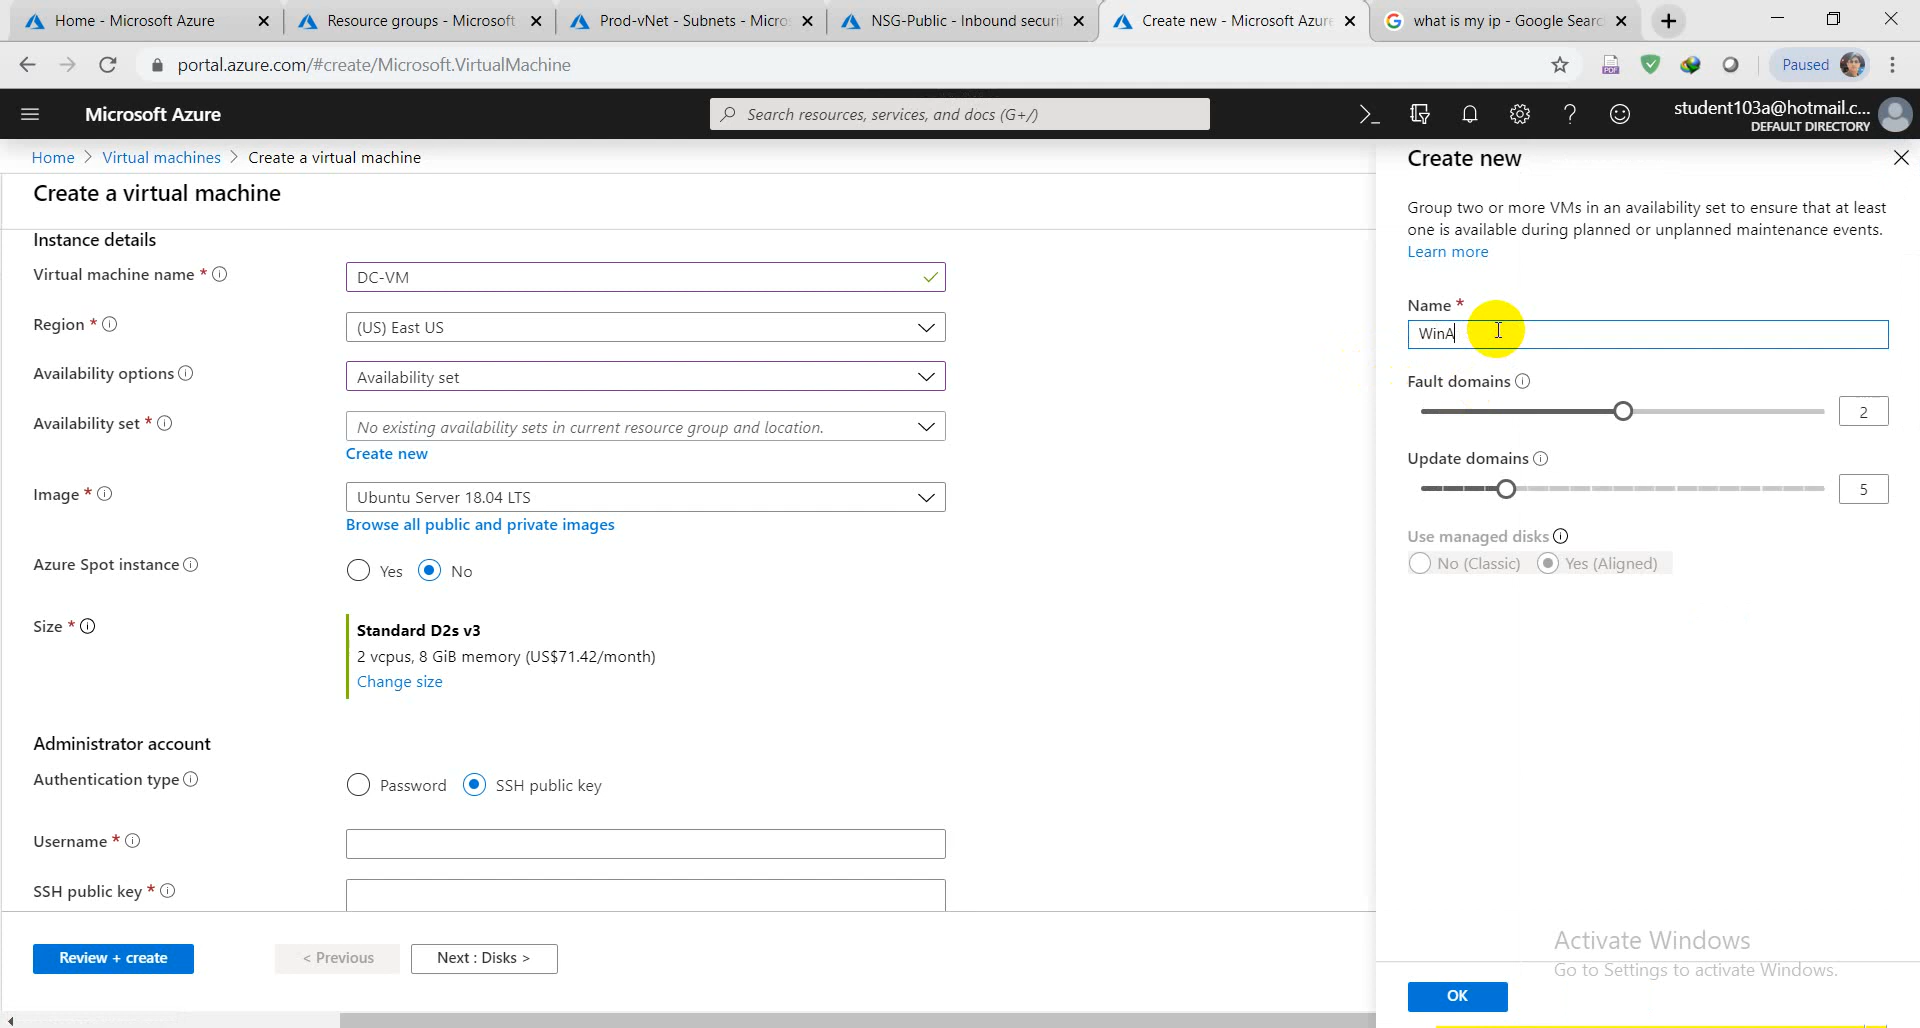 Home - Microsoft Azure
Resource groups - Microsoft
Prod-vNet - Subnets - Micro
NSG-Public - Inbound securi
Create new - Microsoft Azure
what is my ip - Google Searc
portal.azure.com/#create/Microsoft.VirtualMachine
PDF
Paused
Microsoft Azure
Search resources, services, and docs (G+/)
student103a@hotmail.c...
DEFAULT DIRECTORY
Home > Virtual machines > Create a virtual machine
Create a virtual machine
Instance details
Virtual machine name *
DC-VM
Region *
(US) East US
Availability options
Availability set
Availability set *
No existing availability sets in current resource group and location.
Create new
Image *
Ubuntu Server 18.04 LTS
Browse all public and private images
Azure Spot instance
Yes
No
Size *
Standard D2s v3
2 vcpus, 8 GiB memory (US$71.42/month)
Change size
Administrator account
Authentication type
Password
SSH public key
Username *
SSH public key *
Review + create
< Previous
Next : Disks >
Create new
Group two or more VMs in an availability set to ensure that at least
one is available during planned or unplanned maintenance events.
Learn more
Name *
WinA
Fault domains
2
Update domains
5
Use managed disks
No (Classic)
Yes (Aligned)
Activate Windows
Go to Settings to activate Windows.
OK